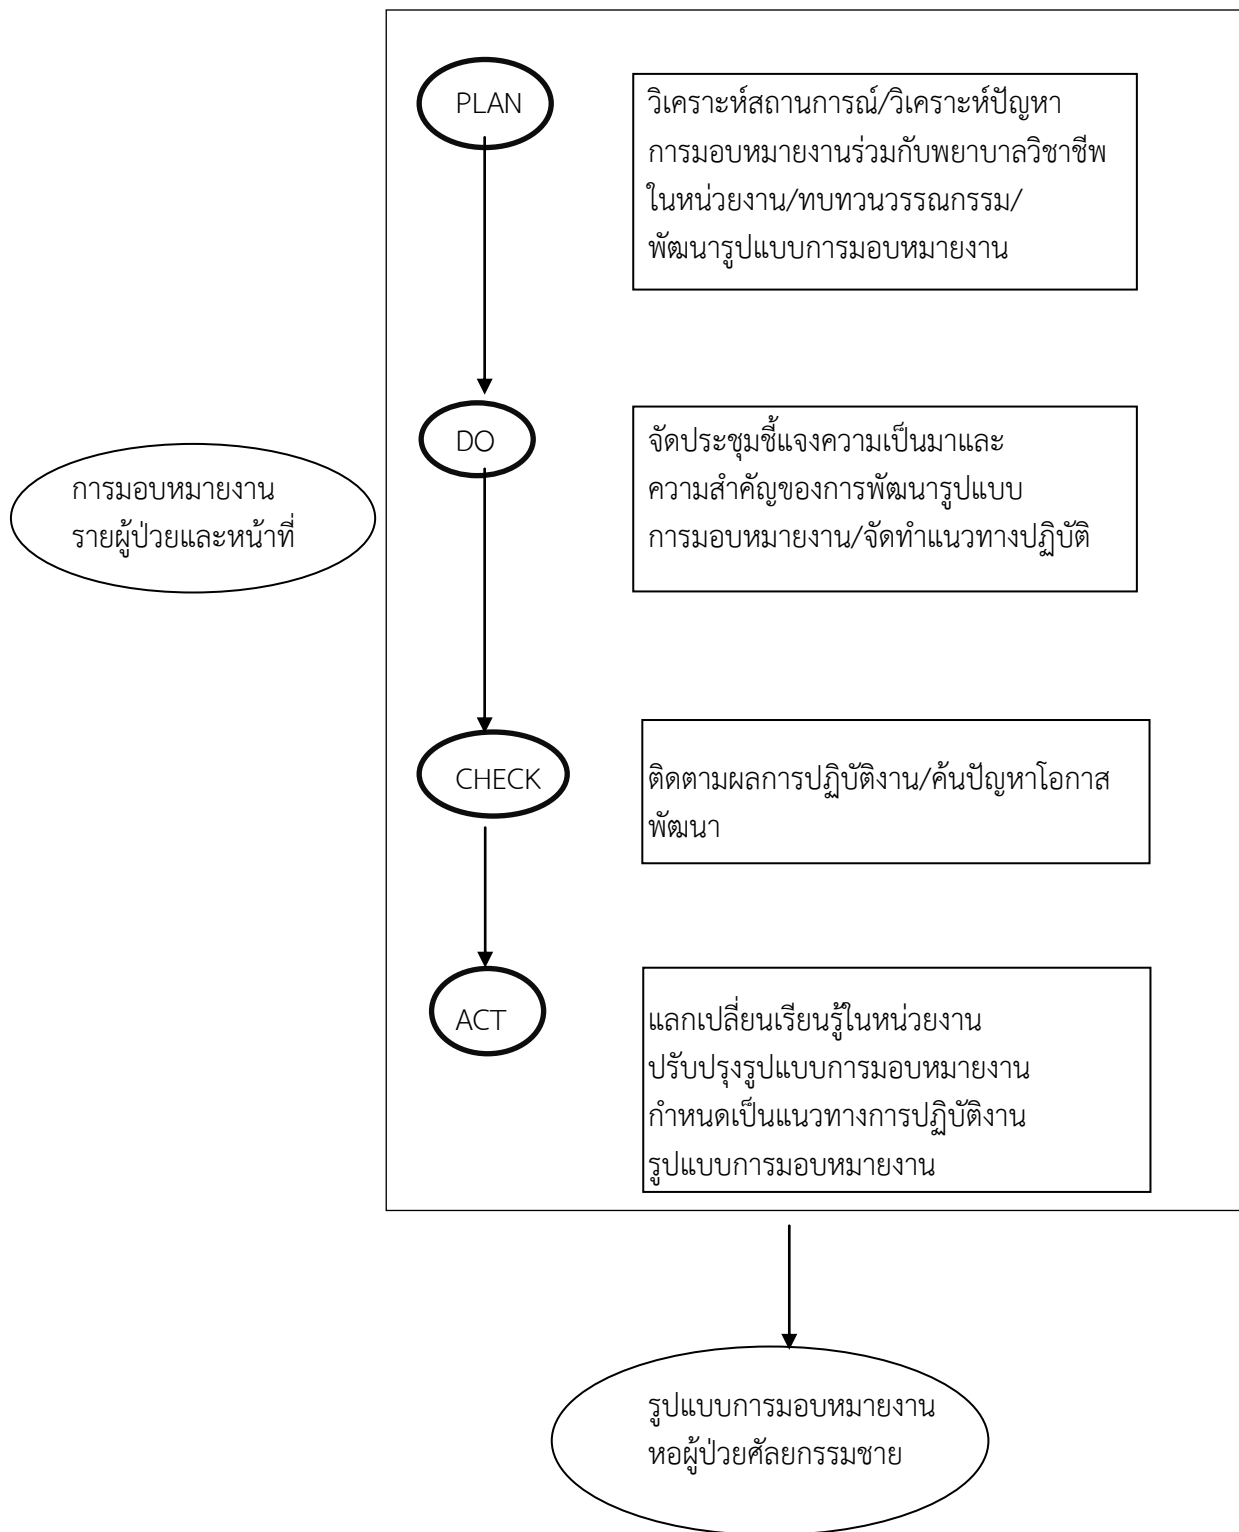 PLAN
วิเคราะห์สถานการณ์/วิเคราะห์ปัญหา
การมอบหมายงานร่วมกับพยาบาลวิชาชีพ
ในหน่วยงาน/ทบทวนวรรณกรรม/
พัฒนารูปแบบการมอบหมายงาน
การมอบหมายงาน
รายผู้ป่วยและหน้าที่
DO
จัดประชุมชี้แจงความเป็นมาและ
ความสำคัญของการพัฒนารูปแบบ
การมอบหมายงาน/จัดทำแนวทางปฏิบัติ
CHECK
ติดตามผลการปฏิบัติงาน/ค้นปัญหาโอกาส
พัฒนา
ACT
แลกเปลี่ยนเรียนรู้ในหน่วยงาน
ปรับปรุงรูปแบบการมอบหมายงาน
กำหนดเป็นแนวทางการปฏิบัติงาน
รูปแบบการมอบหมายงาน
รูปแบบการมอบหมายงาน
หอผู้ป่วยศัลยกรรมชาย